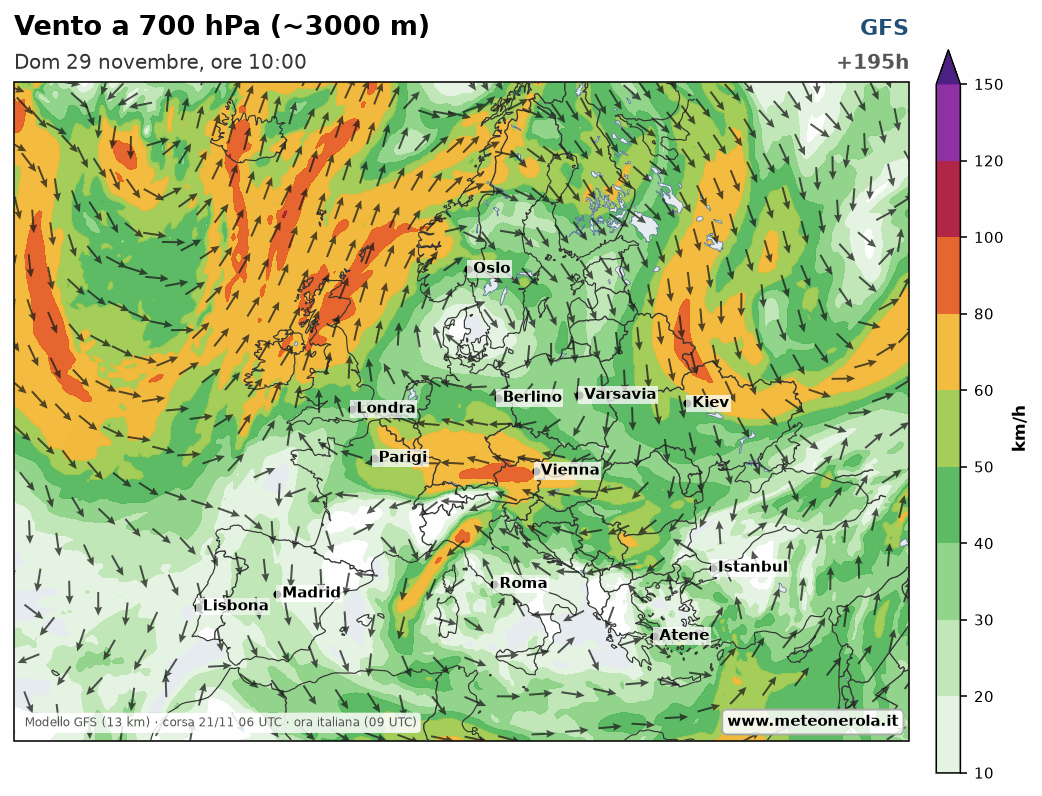 Vento a 700 hPa (~3000 m)
GFS
Dom 29 novembre, ore 10:00
+195h
150
120
100
80
60
50
40
30
20
10
km/h
Oslo
Londra
Berlino
Varsavia
Kiev
Parigi
Vienna
Istanbul
Roma
Madrid
Lisbona
Atene
Modello GFS (13 km) · corsa 21/11 06 UTC · ora italiana (09 UTC)
www.meteonerola.it